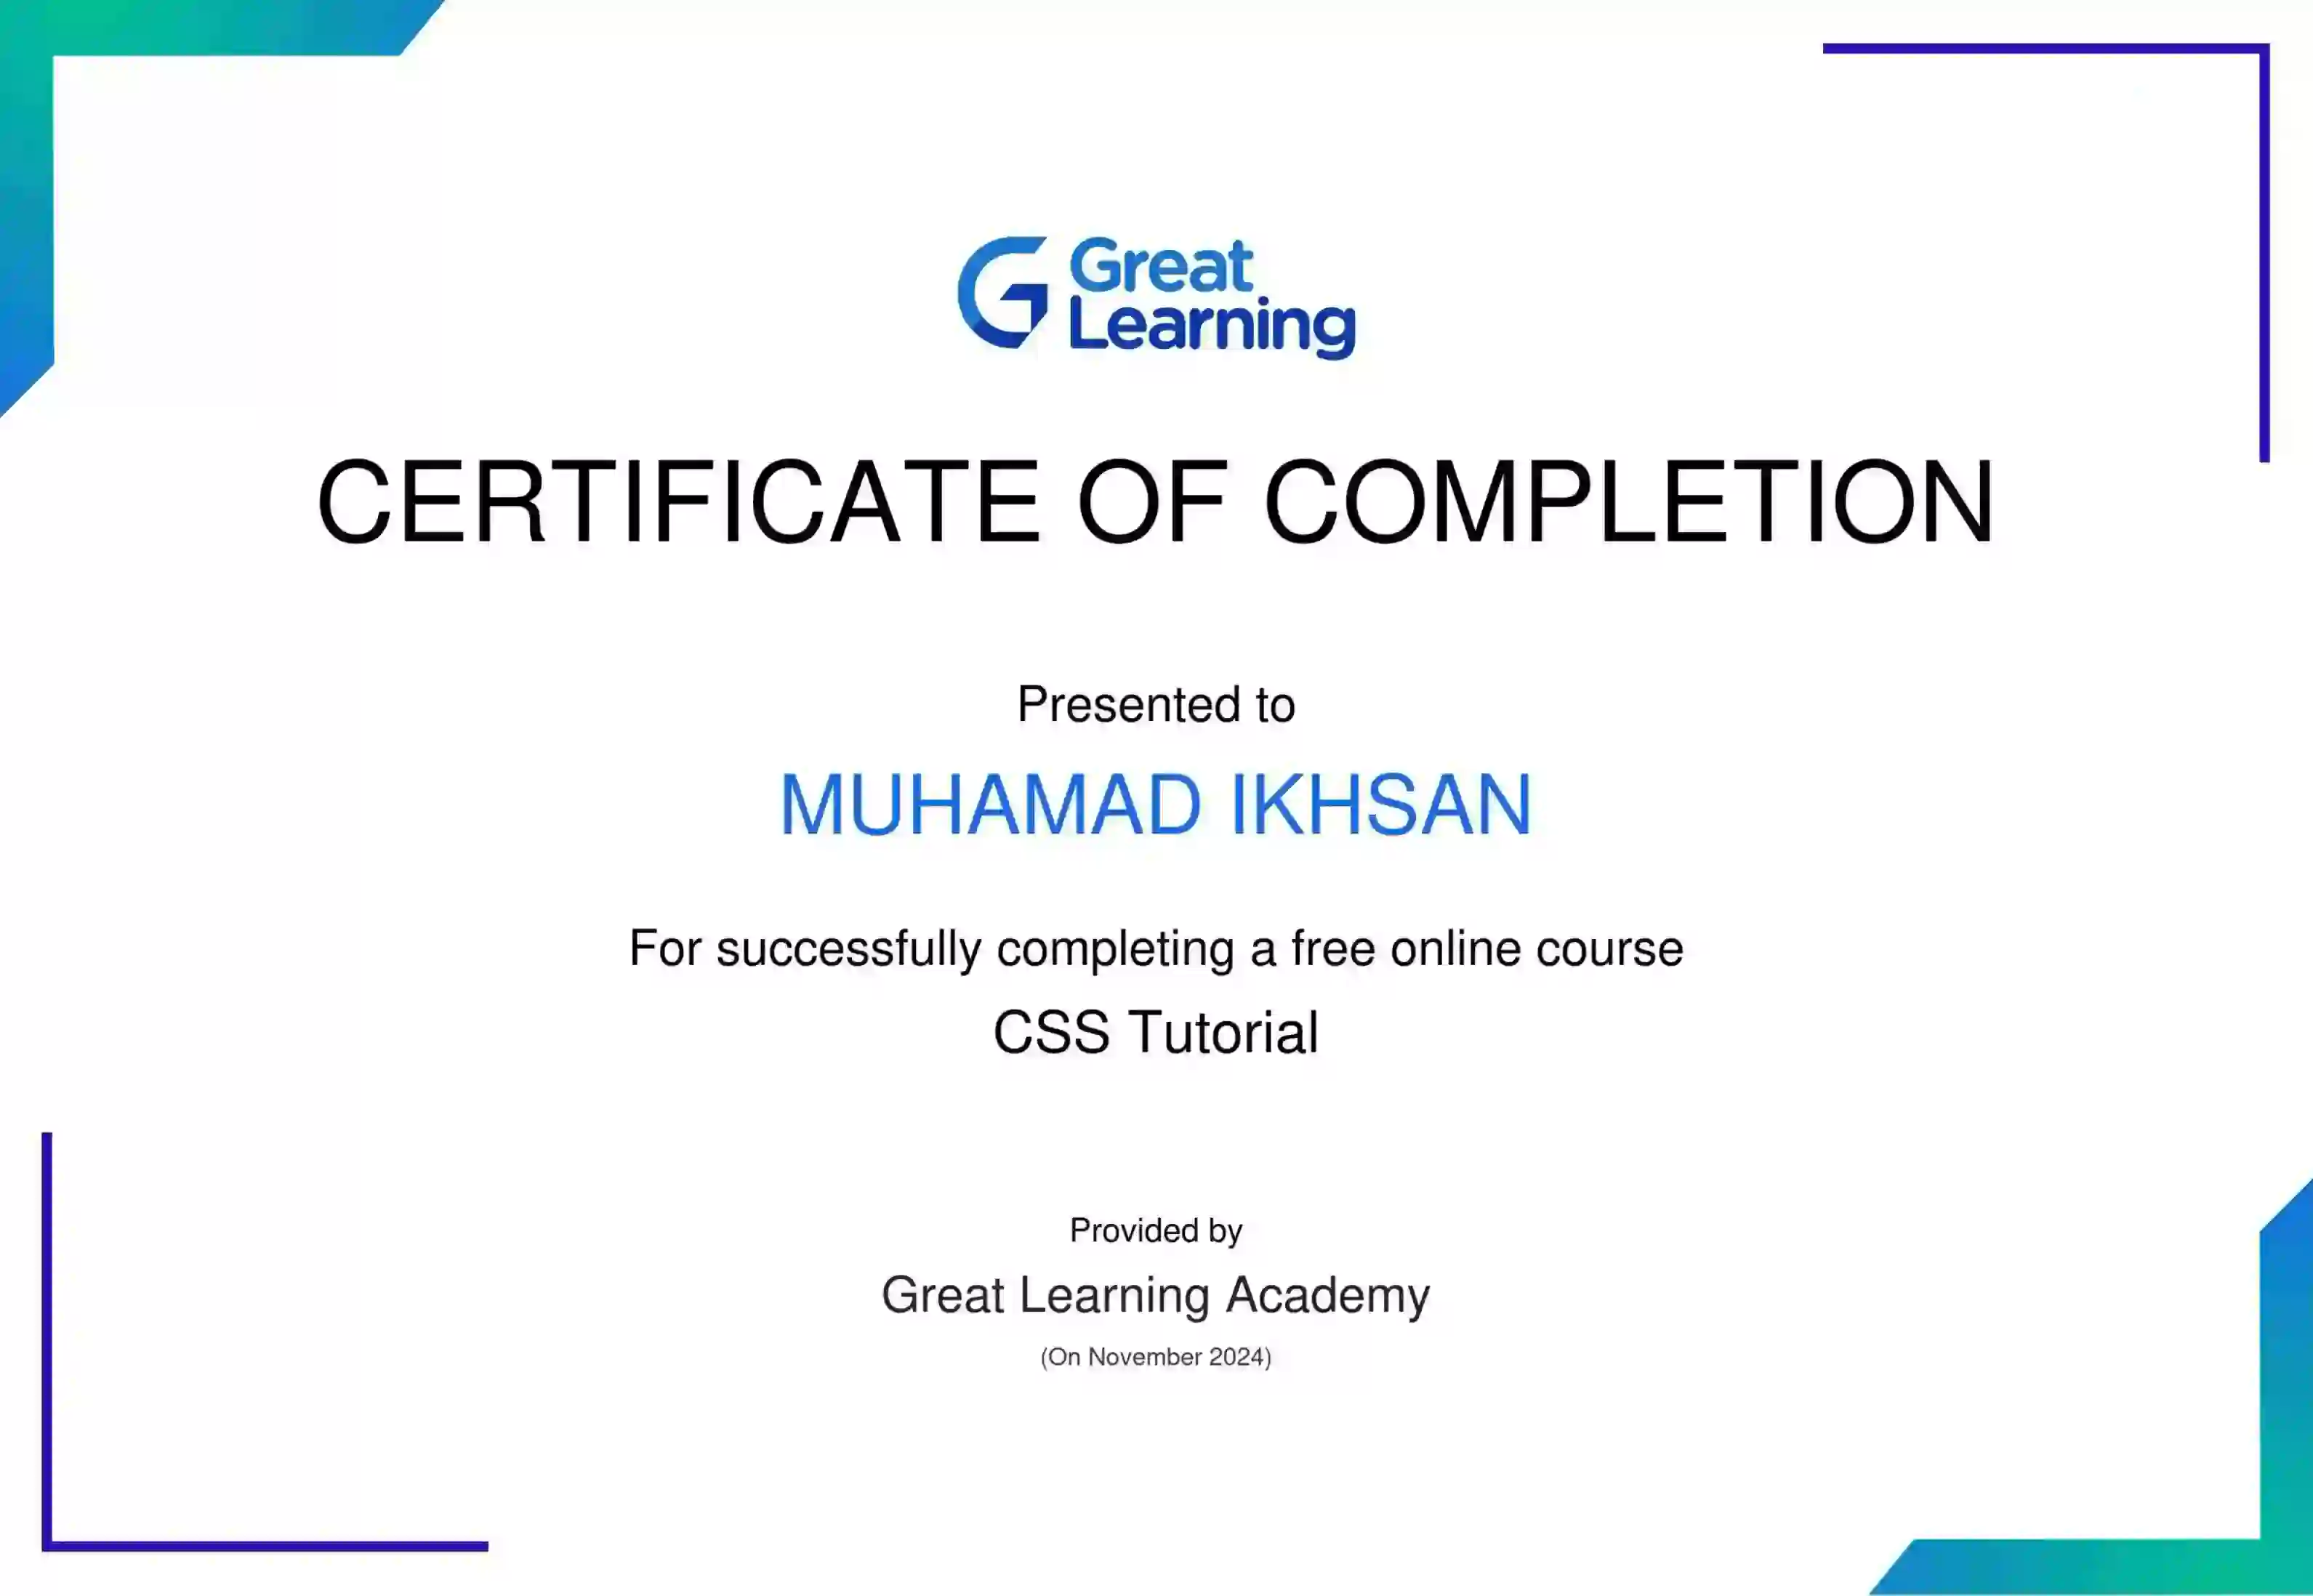 Great
Learning
CERTIFICATE OF COMPLETION
Presented to
MUHAMAD IKHSAN
For successfully completing a free online course
CSS Tutorial
Provided by
Great Learning Academy
(On November 2024)